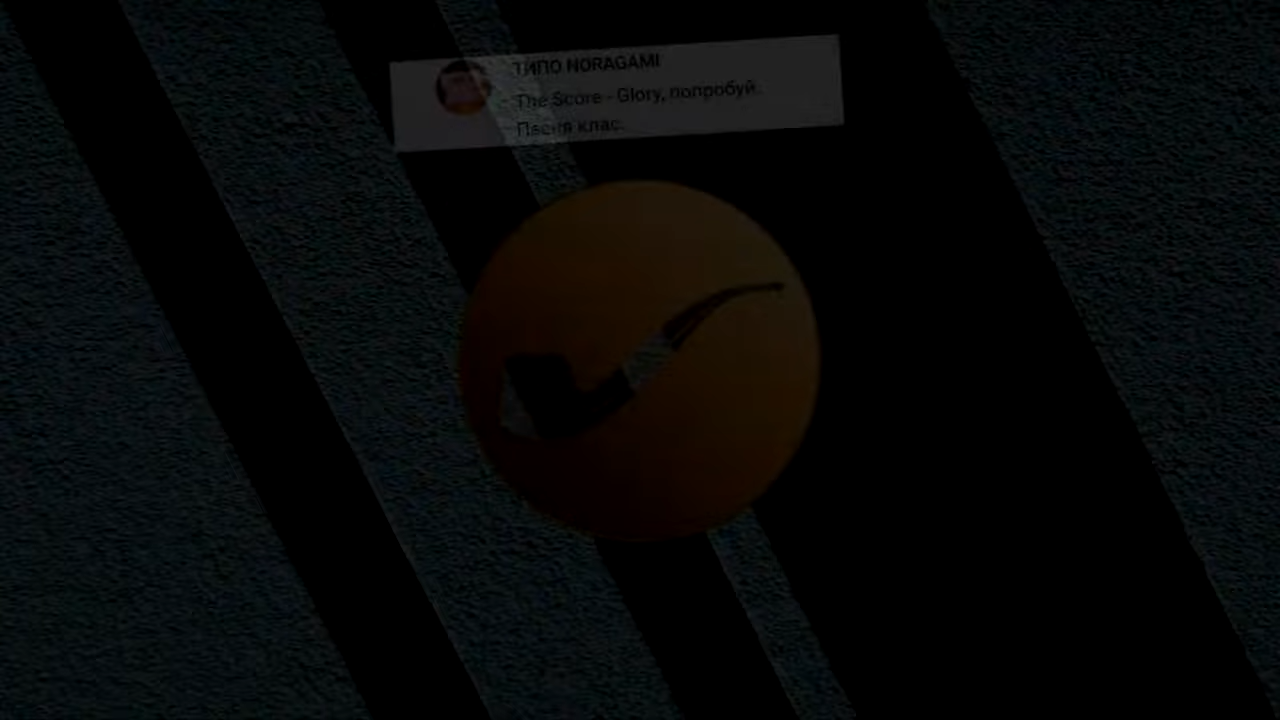 ТИПО NORAGAMI
The Score - Glory, попробуй.
Песня клас.